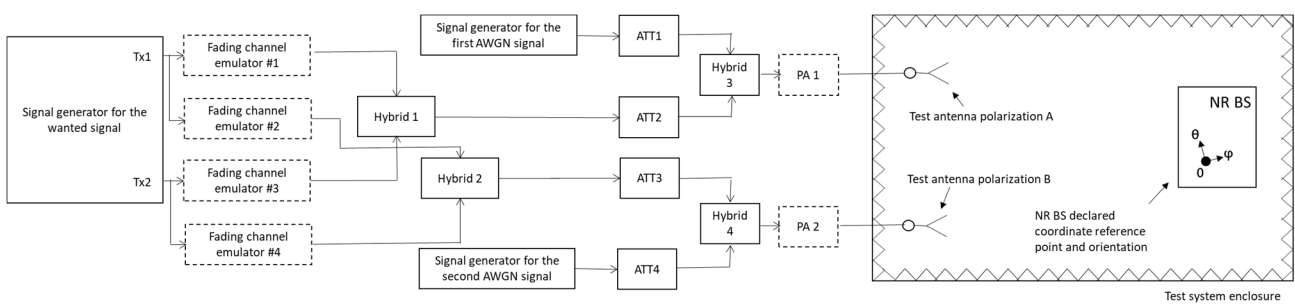 Signal generator for the
wanted signal
Tx1
Tx2
Fading channel
emulator #1
Fading channel
emulator #2
Fading channel
emulator #3
Fading channel
emulator #4
Hybrid 1
Hybrid 2
Signal generator for the
first AWGN signal
Signal generator for the
second AWGN signal
ATT1
ATT2
ATT3
ATT4
Hybrid
3
Hybrid
4
PA 1
PA 2
Test antenna polarization A
Test antenna polarization B
NR BS
θ
φ
0
NR BS declared
coordinate reference
point and orientation
Test system enclosure